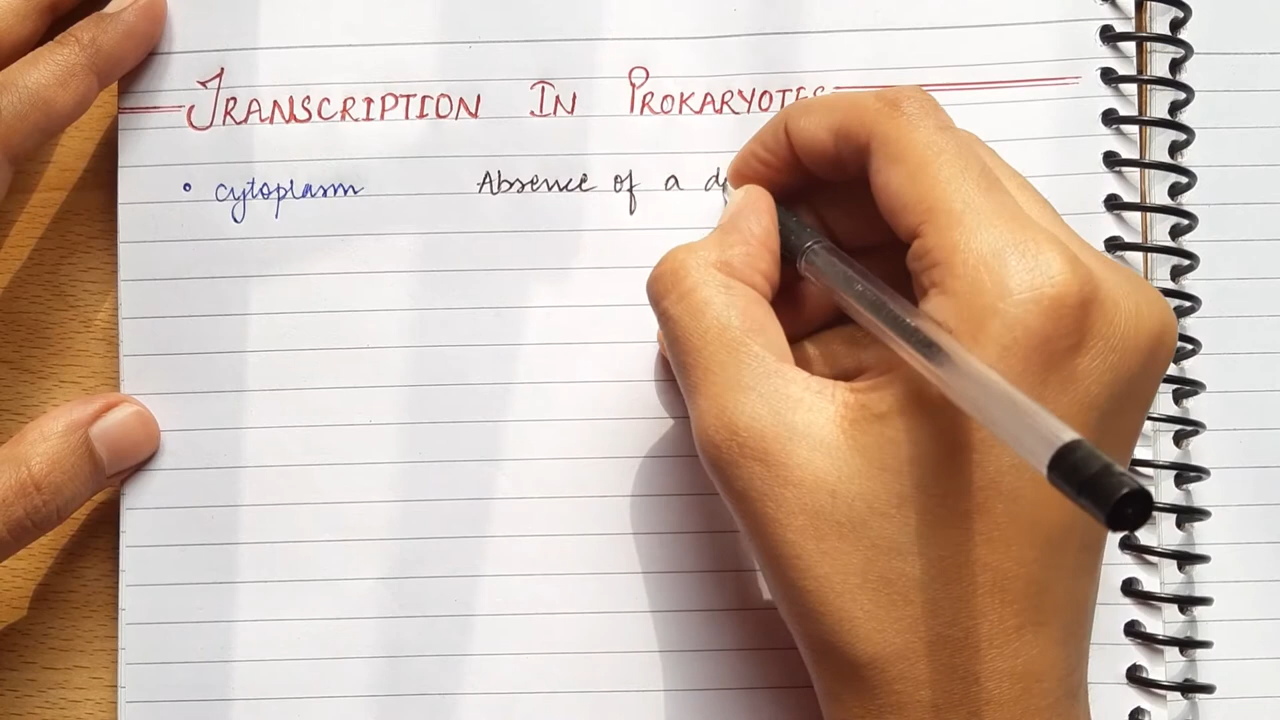 TRANSCRIPTION IN PROKARYOTES
• cytoplasm Absence of a